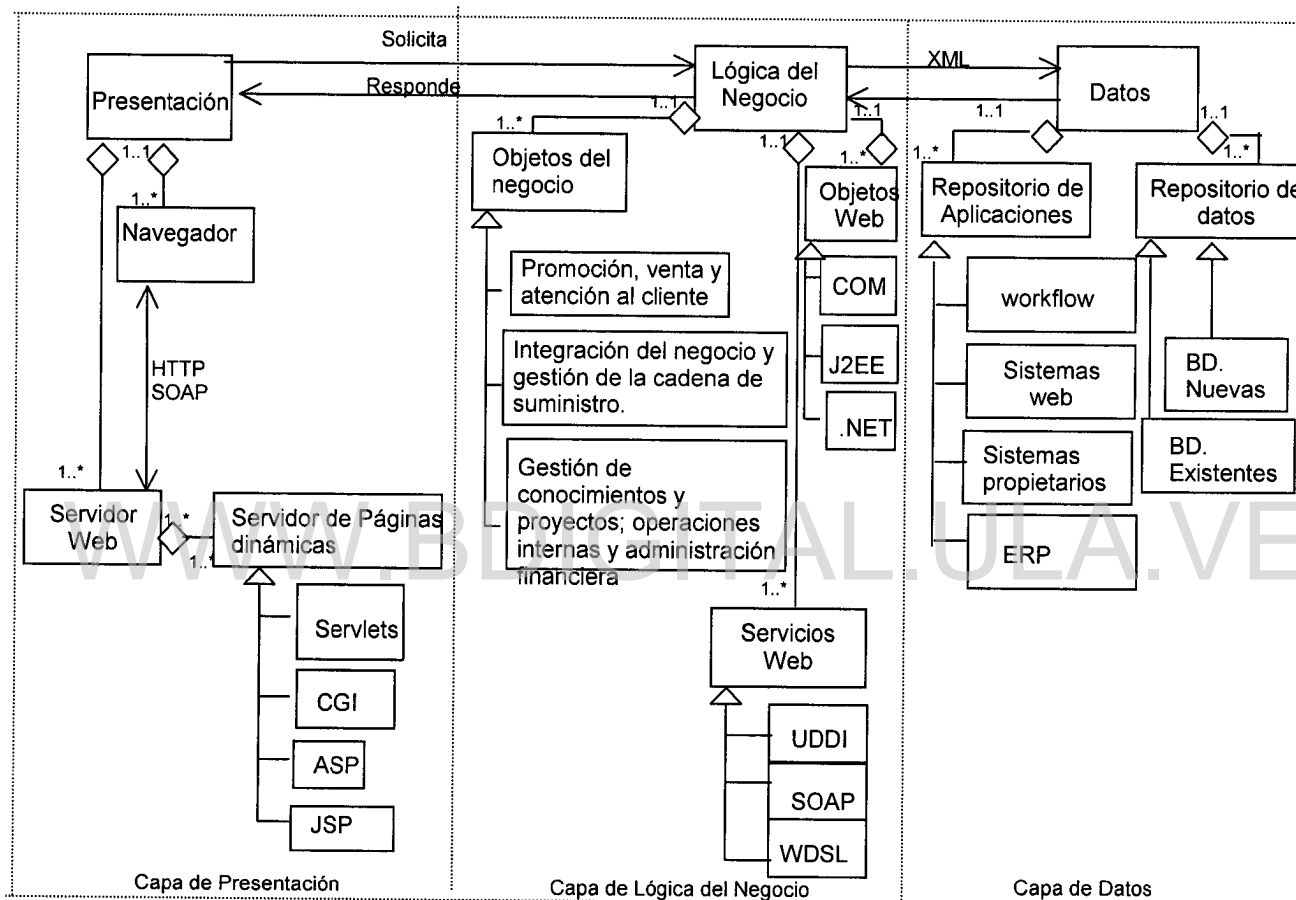 Solicita
Responde
XML
Presentación
1..1
1..*
Navegador
HTTP
SOAP
1..*
Servidor
Web
1..*
1..*
Servidor de Páginas
dinámicas
Servlets
CGI
ASP
JSP
Capa de Presentación
Lógica del
Negocio
1..1
1..*
1..1
1..1
1..*
Objetos del
negocio
Promoción, venta y
atención al cliente
Integración del negocio y
gestión de la cadena de
suministro.
Gestión de
conocimientos y
proyectos; operaciones
internas y administración
financiera
Objetos
Web
COM
J2EE
.NET
1..*
Servicios
Web
UDDI
SOAP
WDSL
Capa de Lógica del Negocio
Datos
1..1
1..1
1..*
1..*
Repositorio de
Aplicaciones
workflow
Sistemas
web
Sistemas
propietarios
ERP
Repositorio de
datos
BD.
Nuevas
BD.
Existentes
Capa de Datos
WWW.BDIGITAL.ULA.VE